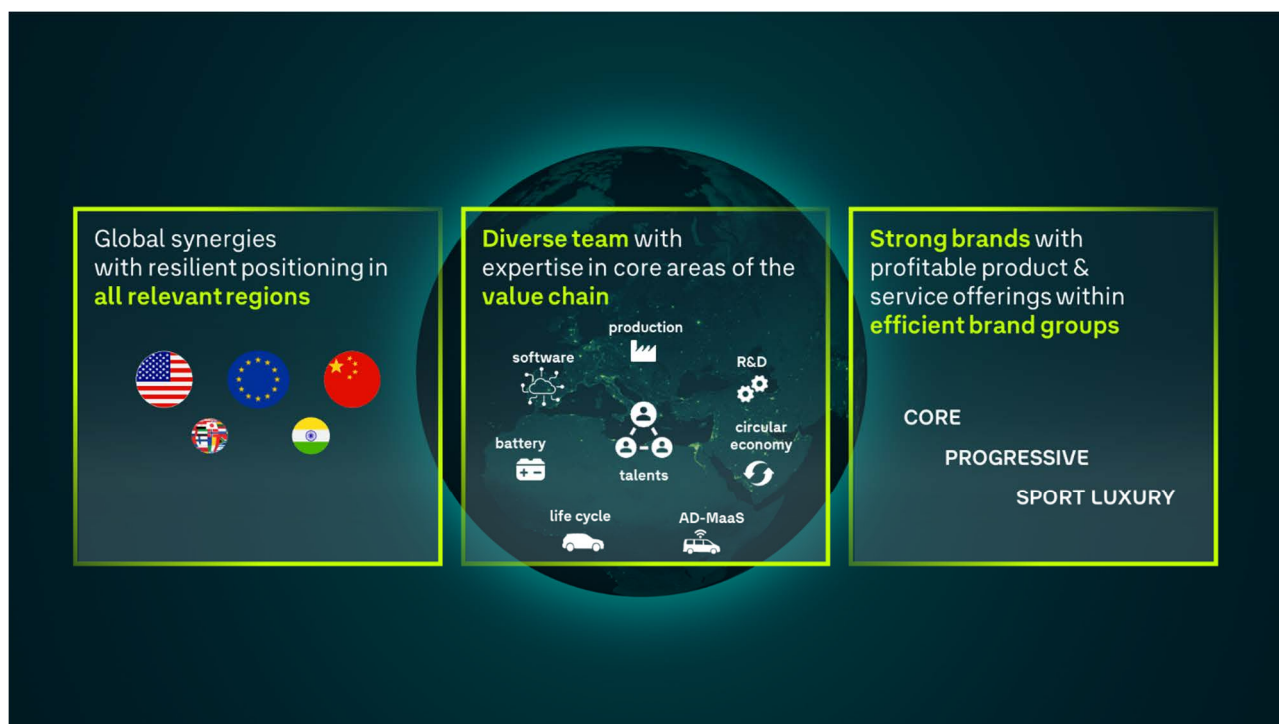 Global synergies
with resilient positioning in
all relevant regions
Diverse team with
expertise in core areas of the
value chain
production
software
R&D
circular
economy
battery
talents
life cycle
AD-MaaS
Strong brands with
profitable product &
service offerings within
efficient brand groups
CORE
PROGRESSIVE
SPORT LUXURY